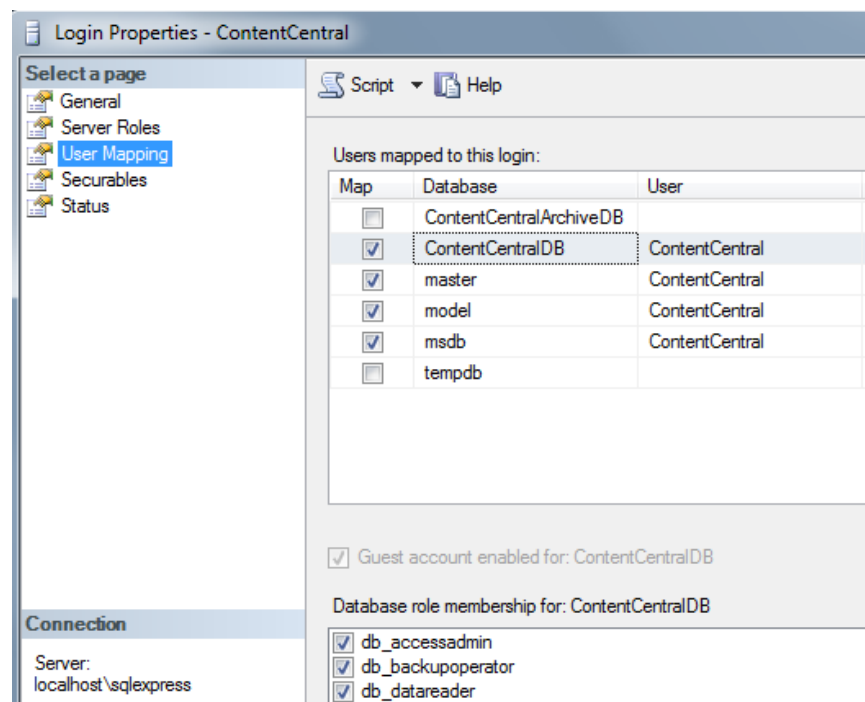 Login Properties - ContentCentral
Select a page
General
Server Roles
User Mapping
Securables
Status
Script Help
Users mapped to this login:
Map Database User
ContentCentralArchiveDB
ContentCentralDB ContentCentral
master ContentCentral
model ContentCentral
msdb ContentCentral
tempdb
Guest account enabled for: ContentCentralDB
Database role membership for: ContentCentralDB
db_accessadmin
db_backupoperator
db_datareader
Connection
Server:
localhost\sqlexpress